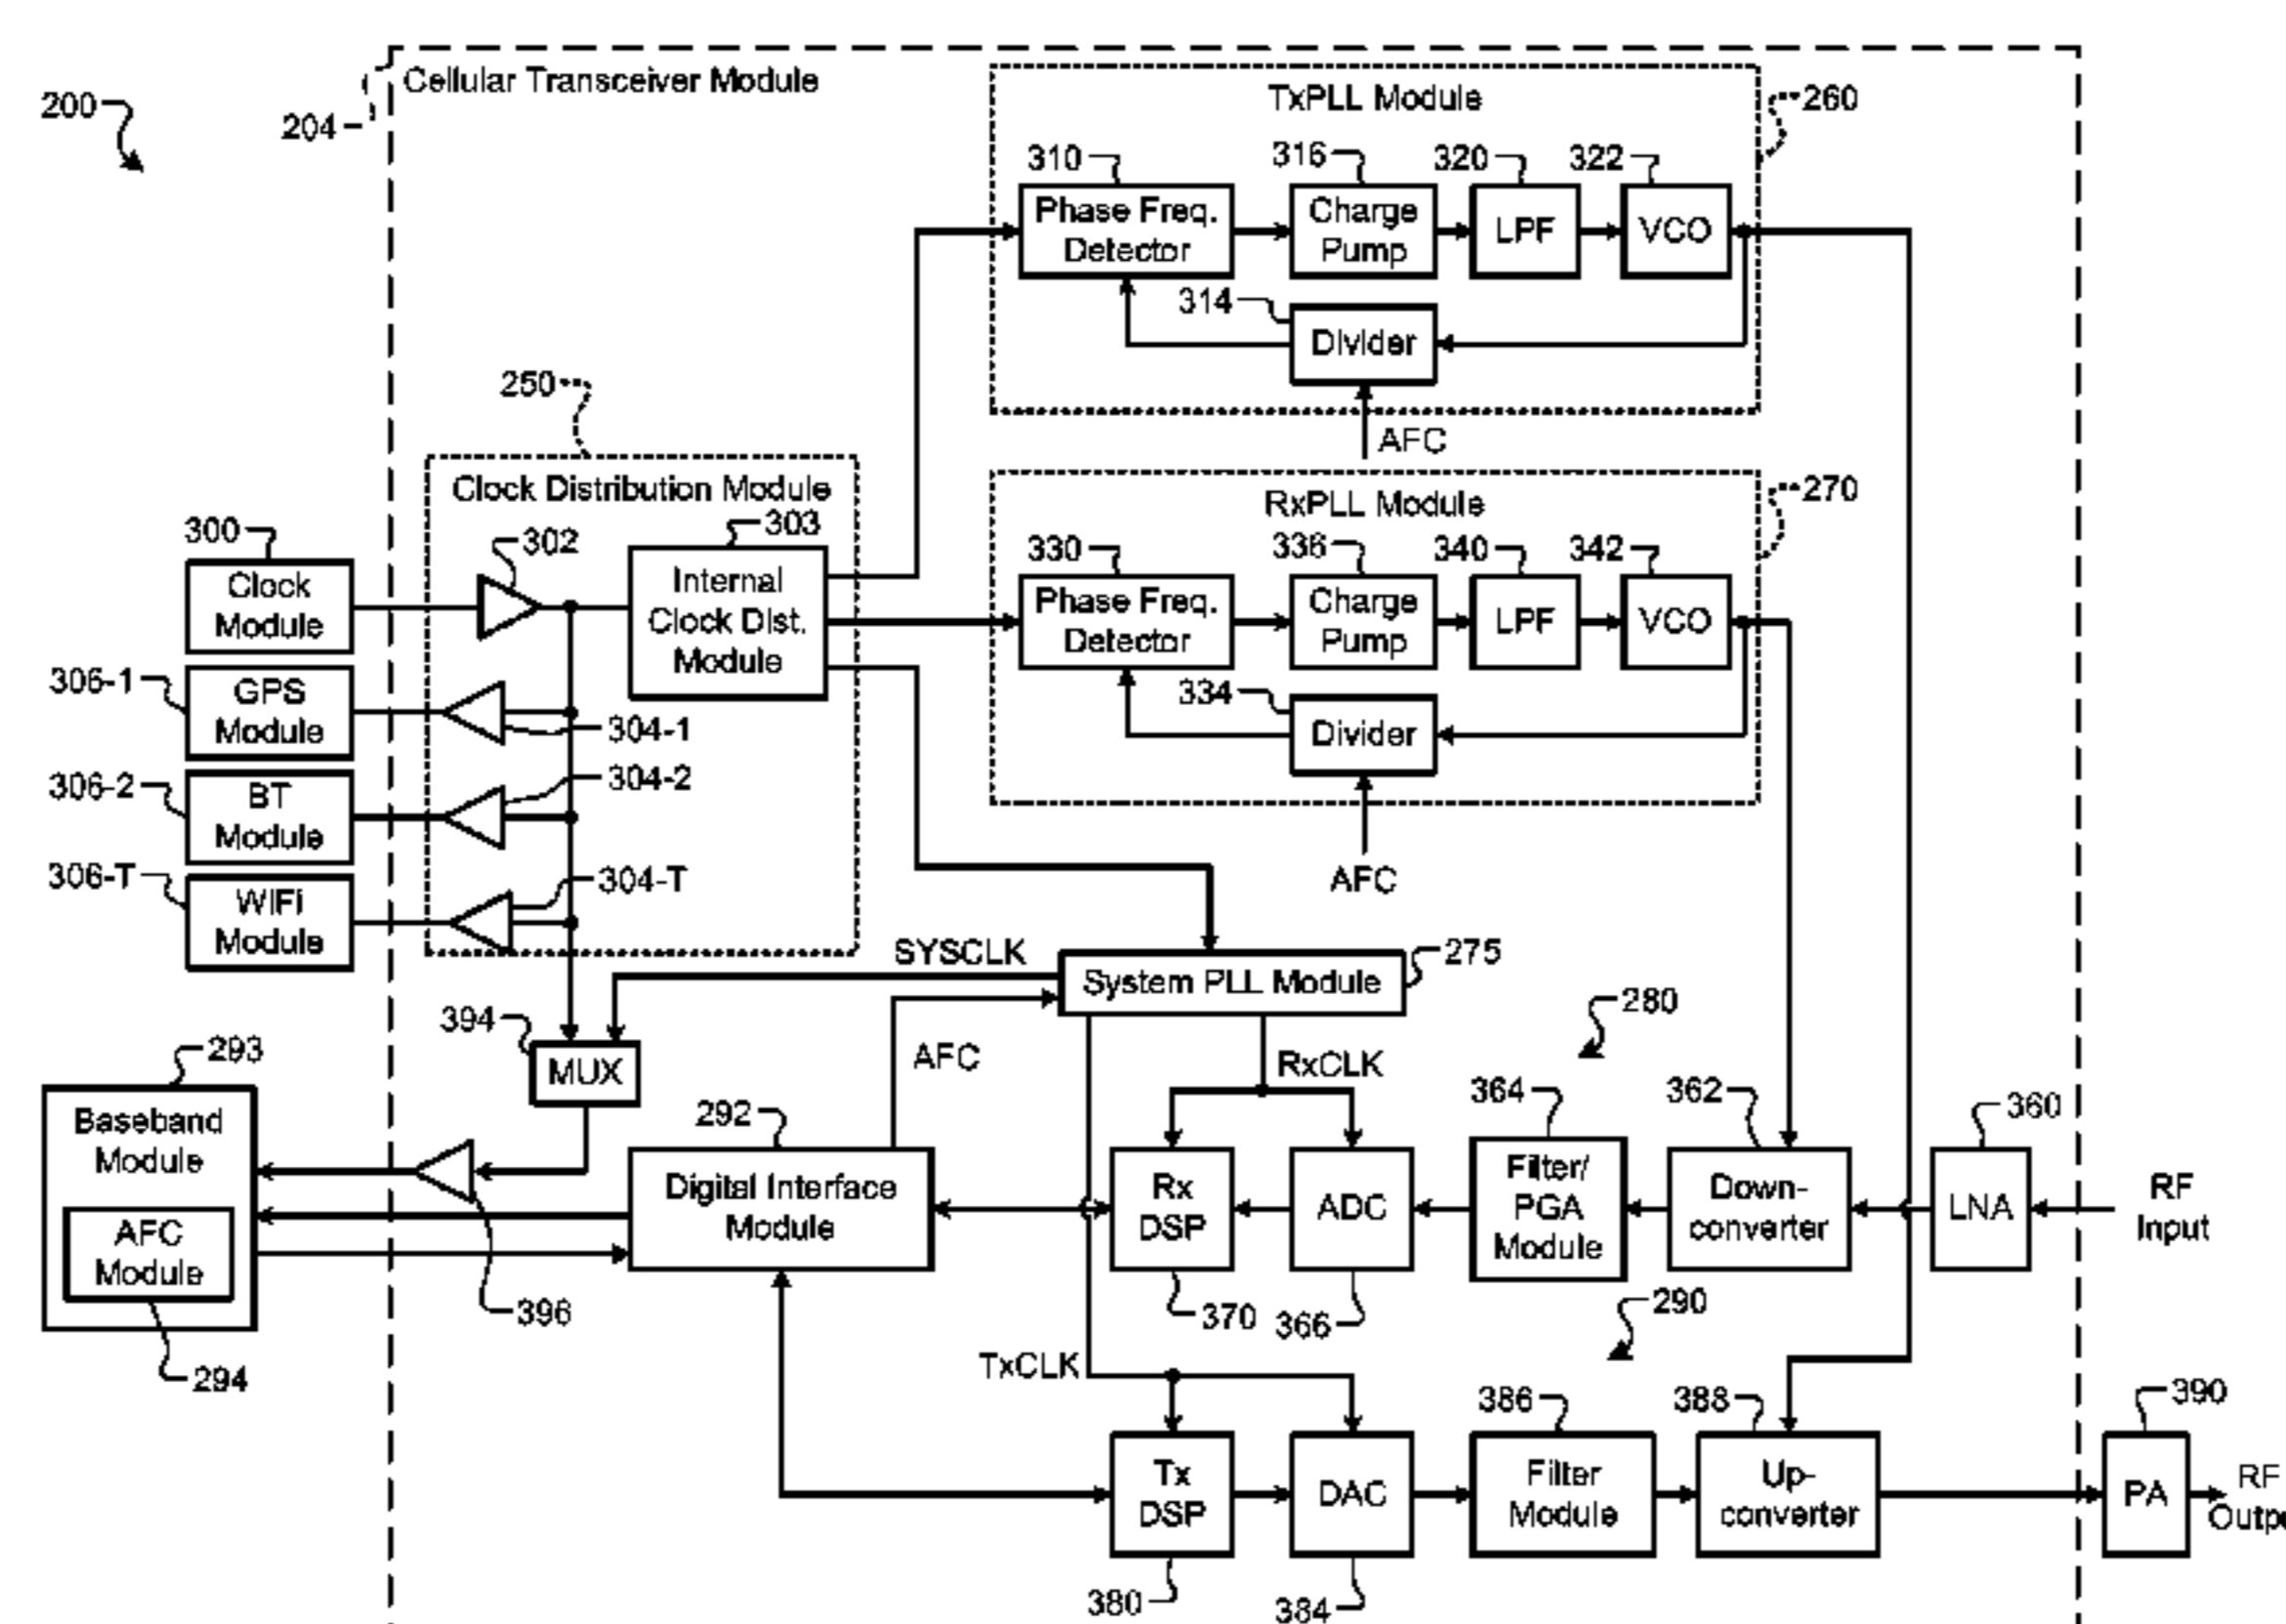 200
204
Cellular Transceiver Module
TxPLL Module
260
310
316
320
322
Phase Freq.
Detector
Charge
Pump
LPF
VCO
314
Divider
AFC
250
Clock Distribution Module
RxPLL Module
270
300
302
303
330
336
340
342
Clock
Module
Internal
Clock Dist.
Module
Phase Freq.
Detector
Charge
Pump
LPF
VCO
306-1
GPS
Module
304-1
334
Divider
306-2
BT
Module
304-2
AFC
306-T
WiFi
Module
304-T
SYSCLK
System PLL Module
275
280
394
MUX
AFC
RxCLK
293
Baseband
Module
292
364
362
360
Digital Interface
Module
Rx
DSP
ADC
Filter/
PGA
Module
Down-
converter
LNA
RF
Input
AFC
Module
396
370
366
290
294
TxCLK
386
388
390
Tx
DSP
DAC
Filter
Module
Up-
converter
PA
RF
Outpu
380
384